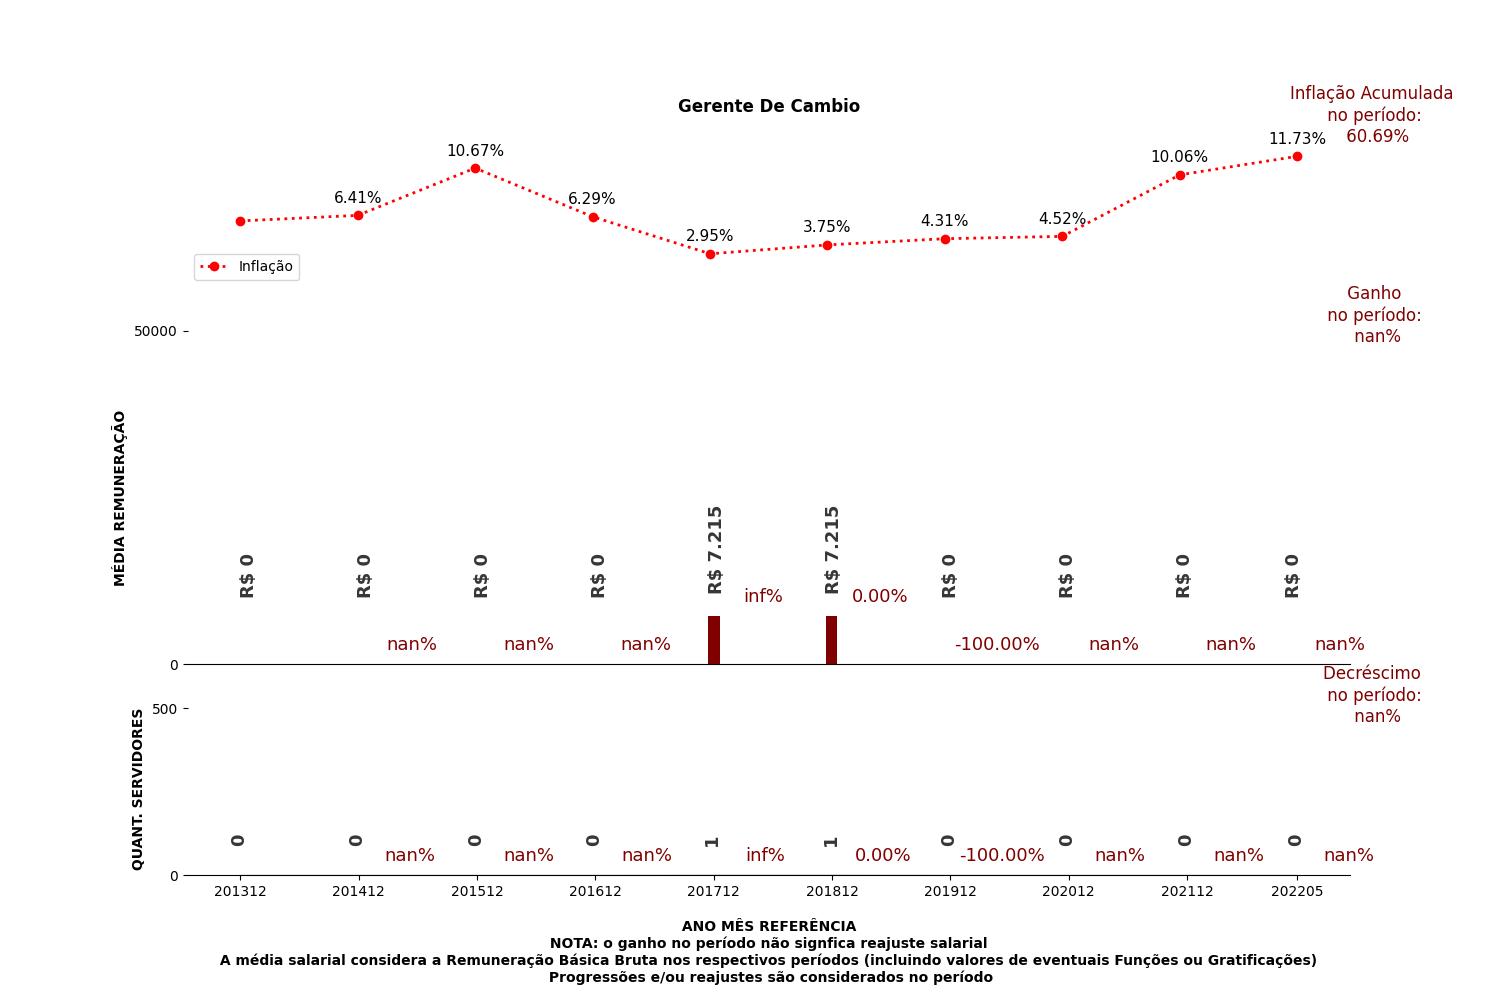 Gerente De Cambio
Inflação Acumulada
no período:
60.69%
6.41%
10.67%
6.29%
2.95%
3.75%
4.31%
4.52%
10.06%
11.73%
Inflação
Ganho
no período:
nan%
50000
0
MÉDIA REMUNERAÇÃO
R$ 0
R$ 0
R$ 0
R$ 0
R$ 7.215
R$ 7.215
R$ 0
R$ 0
R$ 0
R$ 0
nan%
nan%
nan%
inf%
0.00%
-100.00%
nan%
nan%
nan%
Decréscimo
no período:
nan%
500
0
QUANT. SERVIDORES
0
0
0
0
1
1
0
0
0
0
nan%
nan%
nan%
inf%
0.00%
-100.00%
nan%
nan%
nan%
201312
201412
201512
201612
201712
201812
201912
202012
202112
202205
ANO MÊS REFERÊNCIA
NOTA: o ganho no período não signfica reajuste salarial
A média salarial considera a Remuneração Básica Bruta nos respectivos períodos (incluindo valores de eventuais Funções ou Gratificações)
Progressões e/ou reajustes são considerados no período